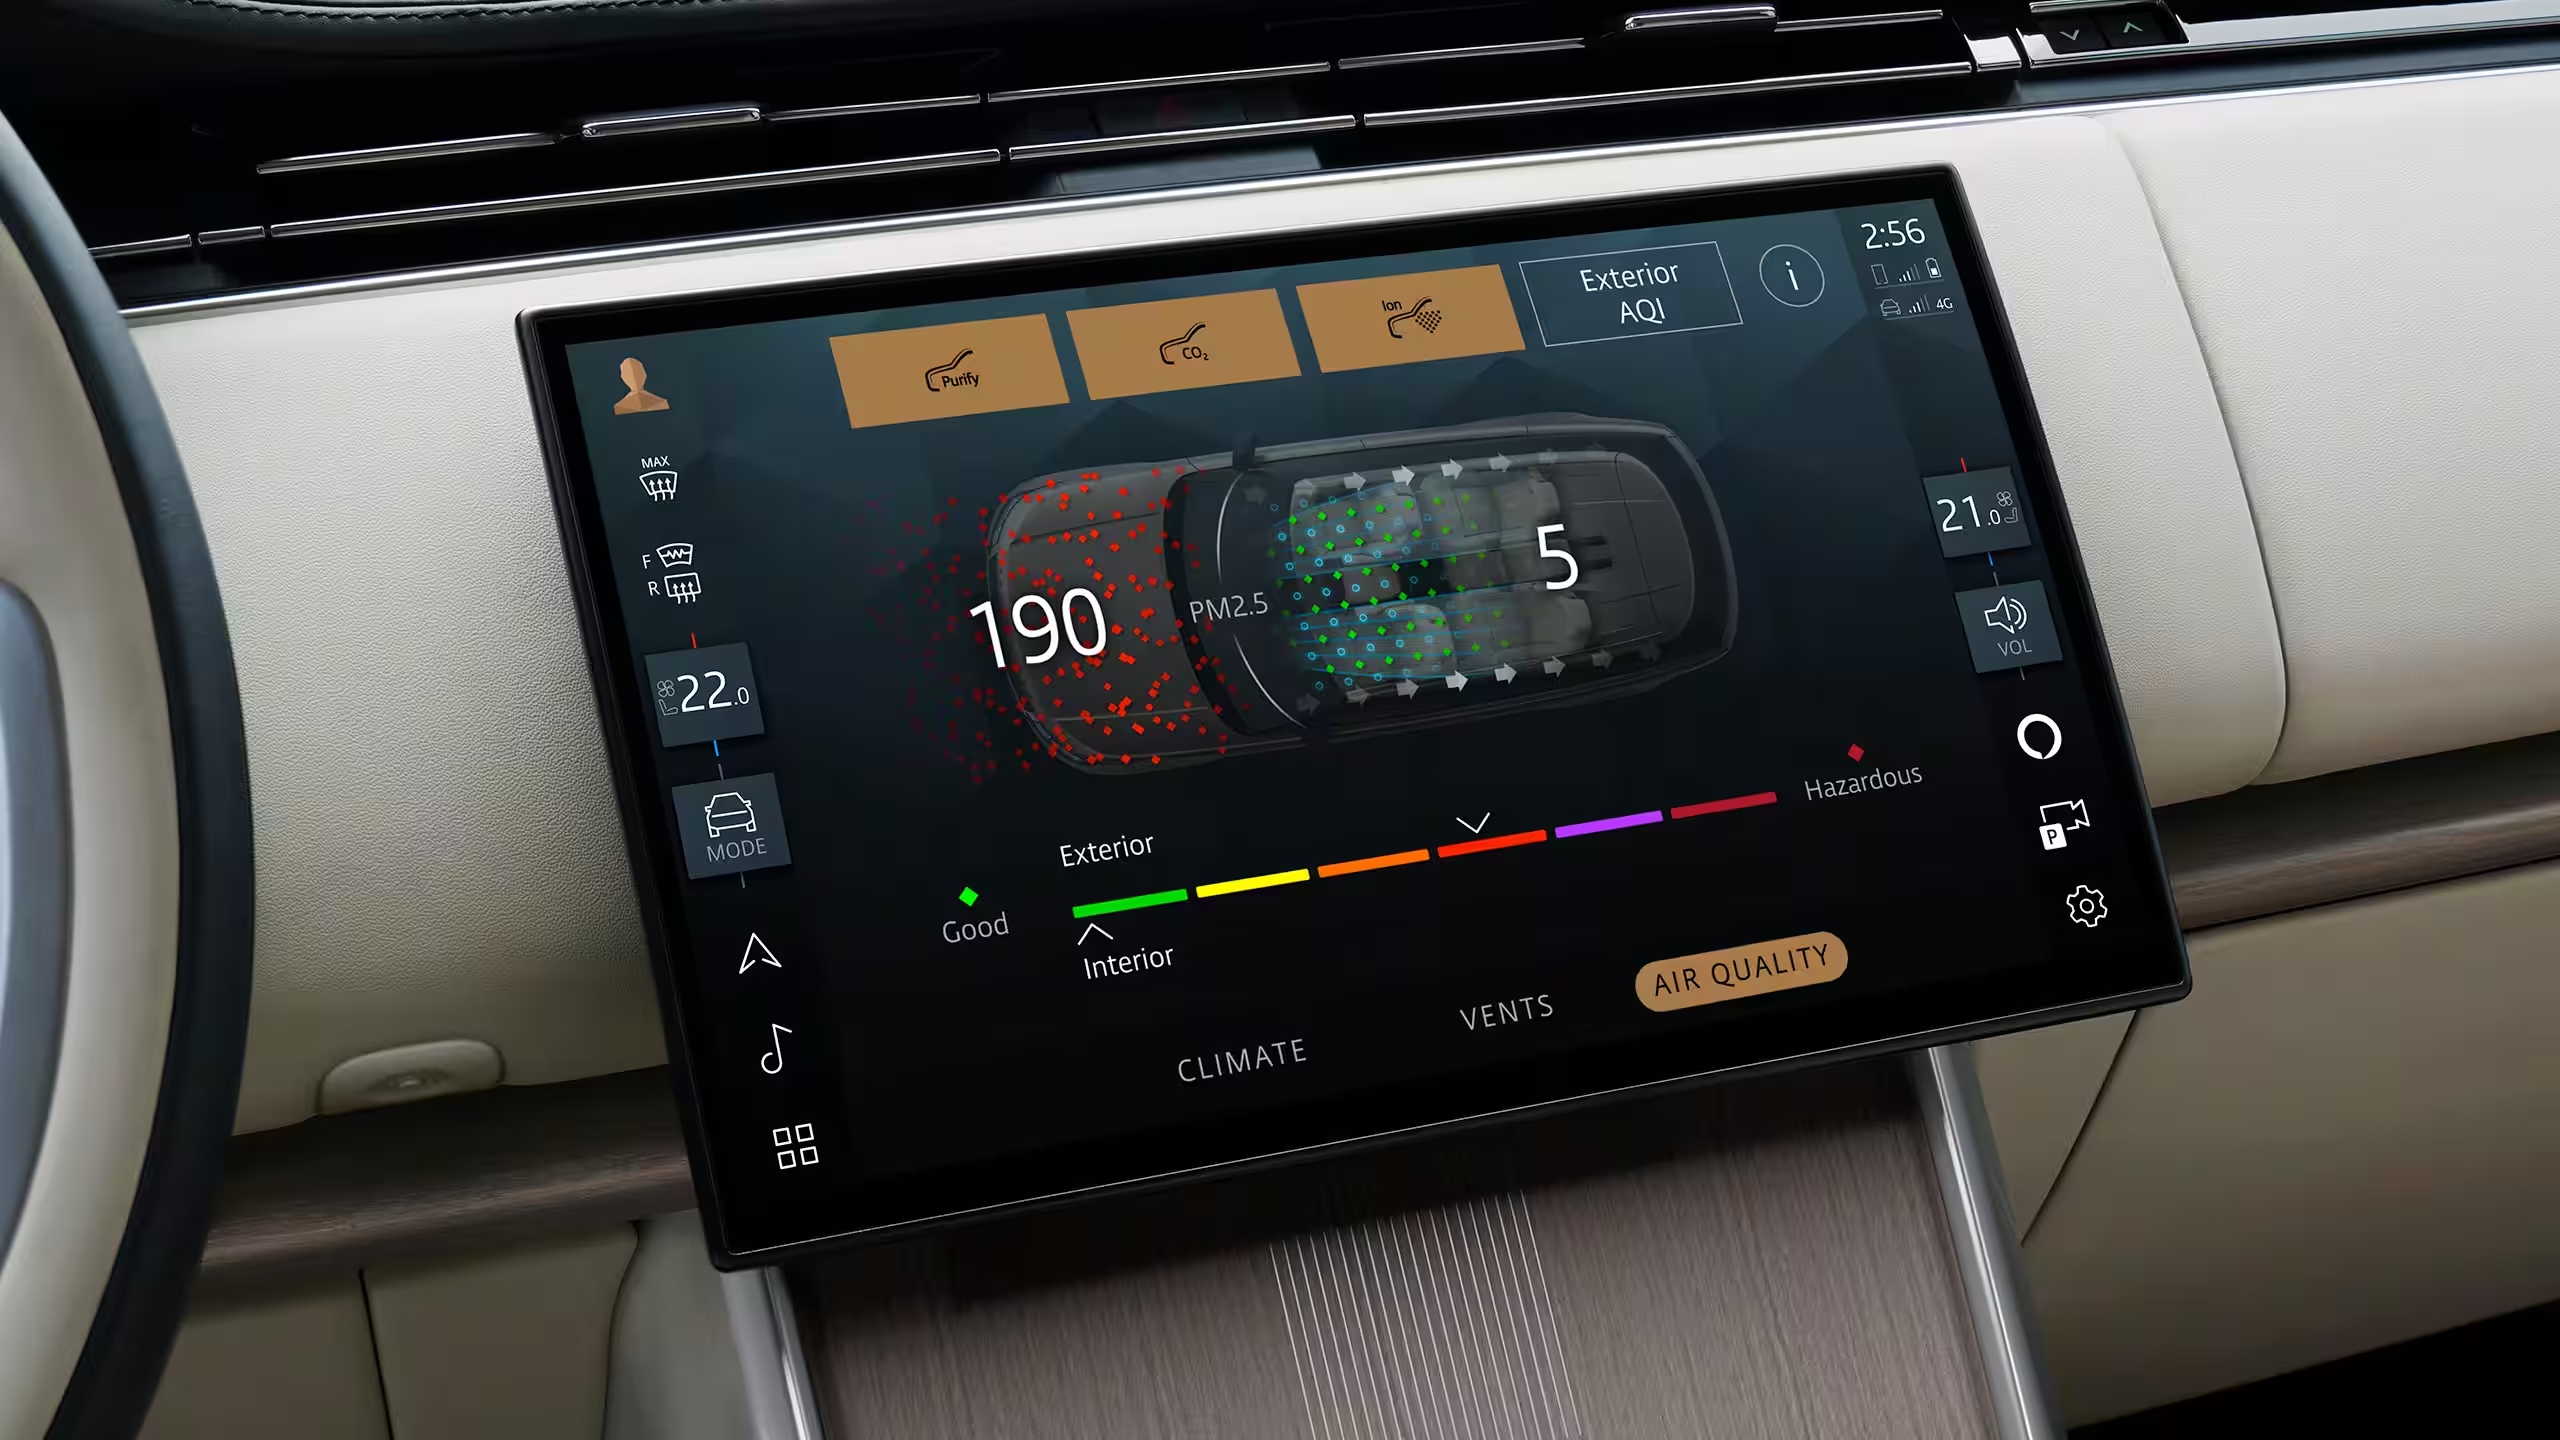 2:56
4G
Exterior
AQI
i
Ion
CO₂
Purify
MAX
F
R
22.0
MODE
190
PM2.5
5
21.0
VOL
P
Hazardous
Exterior
Good
Interior
CLIMATE
VENTS
AIR QUALITY